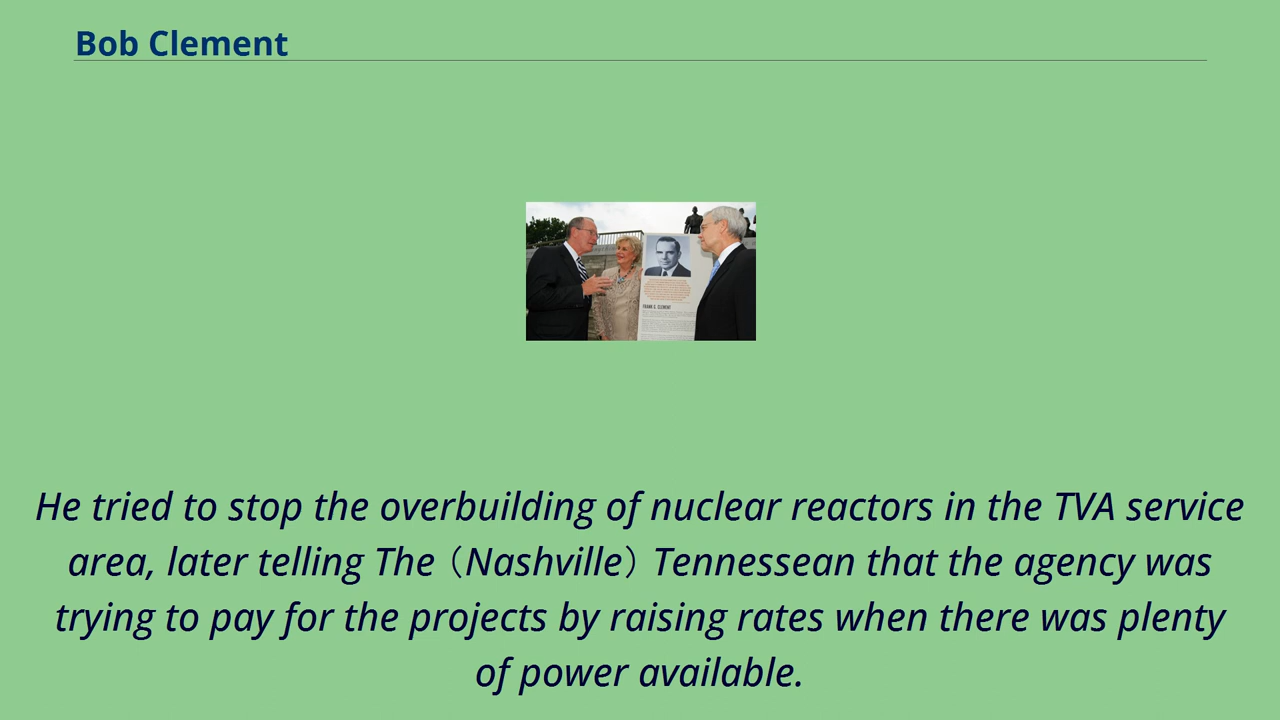 Bob Clement
FRANK G. CLEMENT
He tried to stop the overbuilding of nuclear reactors in the TVA service
area, later telling The（Nashville）Tennessean that the agency was
trying to pay for the projects by raising rates when there was plenty
of power available.